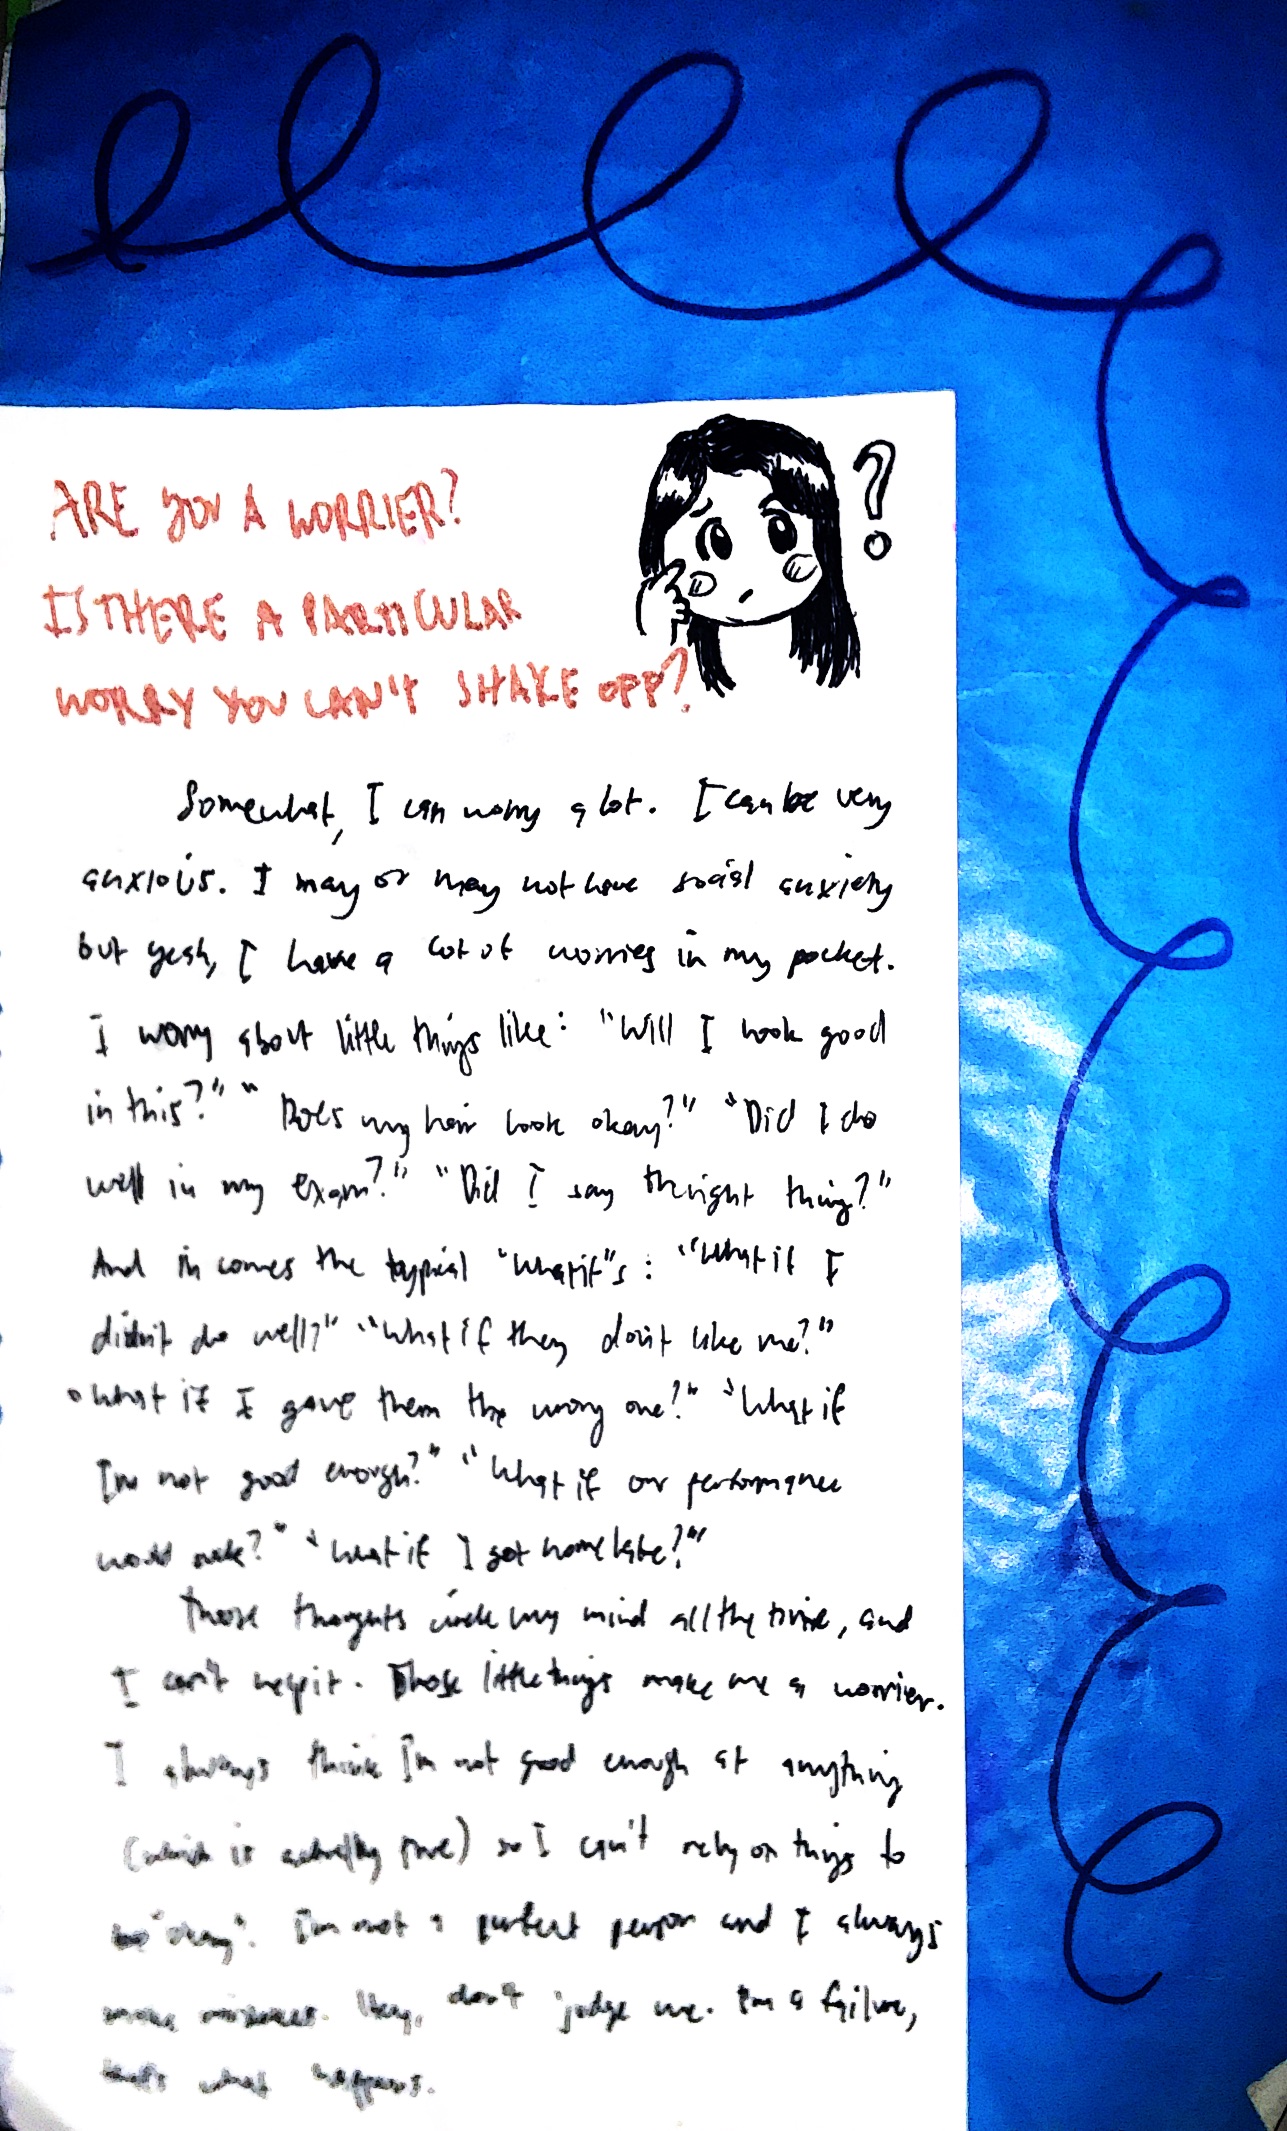 ARE YOU A WORRIER?
IS THERE A PARTICULAR
WORRY YOU CAN'T SHAKE OFF?
?
Somewhat, I can worry a lot. I can be very
anxious. I may or may not have social anxiety
but yeah, I have a lot of worries in my pocket.
I worry about little things like: "Will I look good
in this?" "Does my hair look okay?" "Did I do
well in my exam?" "Did I say the right thing?"
And in comes the typical "what if"s: "What if I
didn't do well?" "What if they don't like me?"
"What if I gave them the wrong one?" "What if
I'm not good enough?" "What if our performance
would suck?" "What if I got home late?"
Those thoughts circle my mind all the time, and
I can't help it. Those little things make me a worrier.
I always think I'm not good enough at anything
(which is actually true) so I can't rely on things to
be "okay". I'm not a perfect person and I always
make mistakes. Hey, don't judge me. I'm a failure,
that's what happens.